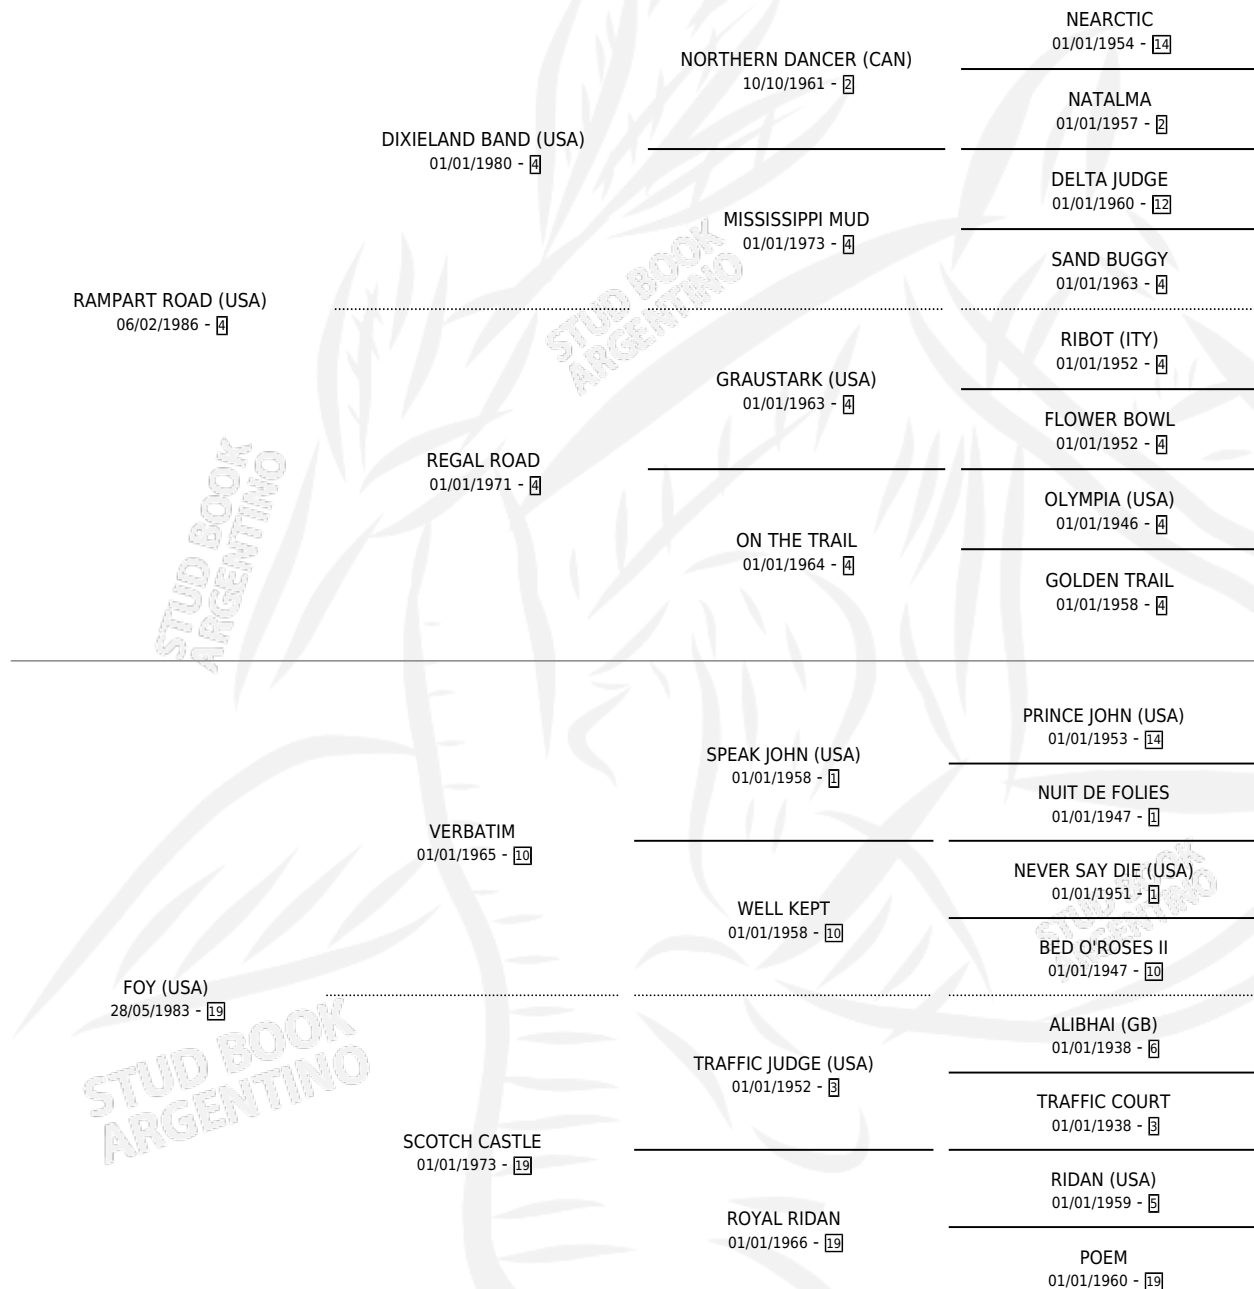 RAMPART ROAD (USA)
06/02/1986 - 4
DIXIELAND BAND (USA)
01/01/1980 - 4
NORTHERN DANCER (CAN)
10/10/1961 - 2
NEARCTIC
01/01/1954 - 14
NATALMA
01/01/1957 - 2
MISSISSIPPI MUD
01/01/1973 - 4
DELTA JUDGE
01/01/1960 - 12
SAND BUGGY
01/01/1963 - 4
REGAL ROAD
01/01/1971 - 4
GRAUSTARK (USA)
01/01/1963 - 4
RIBOT (ITY)
01/01/1952 - 4
FLOWER BOWL
01/01/1952 - 4
ON THE TRAIL
01/01/1964 - 4
OLYMPIA (USA)
01/01/1946 - 4
GOLDEN TRAIL
01/01/1958 - 4
FOY (USA)
28/05/1983 - 19
VERBATIM
01/01/1965 - 10
SPEAK JOHN (USA)
01/01/1958 - 1
PRINCE JOHN (USA)
01/01/1953 - 14
NUIT DE FOLIES
01/01/1947 - 1
WELL KEPT
01/01/1958 - 10
NEVER SAY DIE (USA)
01/01/1951 - 1
BED O'ROSES II
01/01/1947 - 10
SCOTCH CASTLE
01/01/1973 - 19
TRAFFIC JUDGE (USA)
01/01/1952 - 3
ALIBHAI (GB)
01/01/1938 - 6
TRAFFIC COURT
01/01/1938 - 3
ROYAL RIDAN
01/01/1966 - 19
RIDAN (USA)
01/01/1959 - 5
POEM
01/01/1960 - 19
STUD BOOK
ARGENTINO
STUD BOOK
ARGENTINO
STUD BOOK
ARGENTINO
STUD BOOK
ARGENTINO